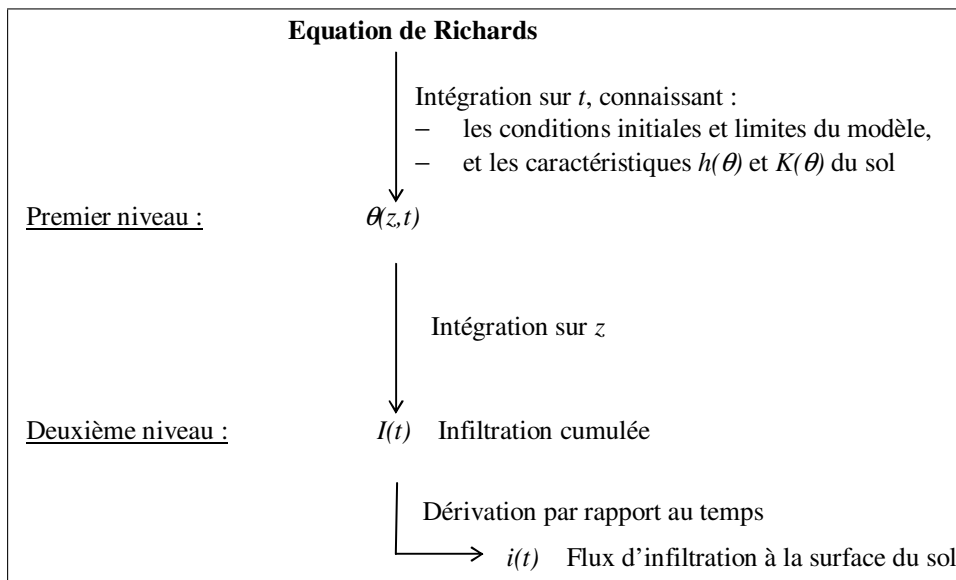 Equation de Richards
Intégration sur t, connaissant :
– les conditions initiales et limites du modèle,
– et les caractéristiques h(θ) et K(θ) du sol
Premier niveau : θ(z,t)
Intégration sur z
Deuxième niveau : I(t) Infiltration cumulée
Dérivation par rapport au temps
i(t) Flux d’infiltration à la surface du sol